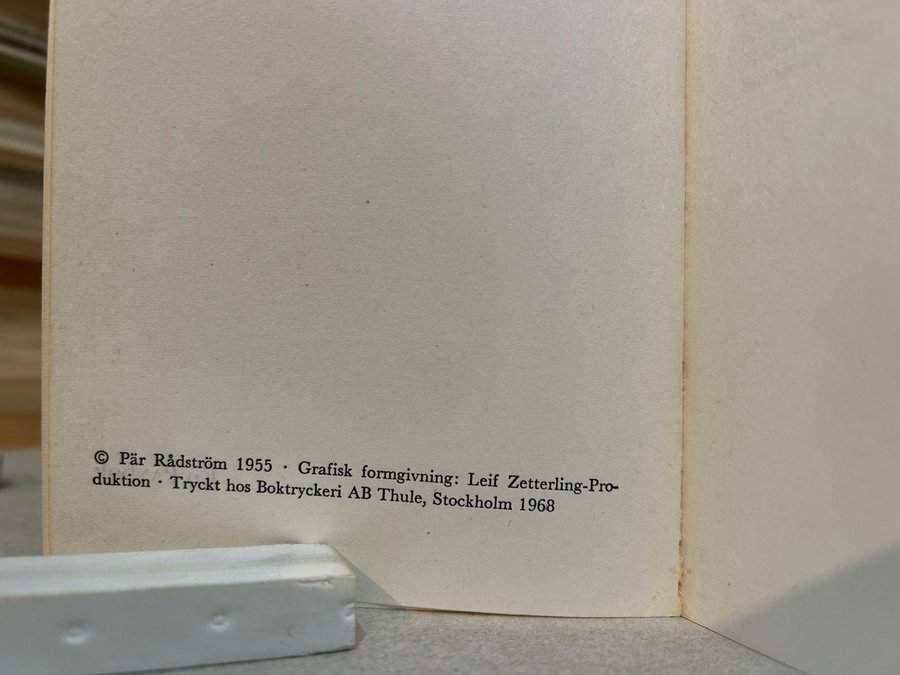 © Pär Rådström 1955 · Grafisk formgivning: Leif Zetterling-Pro-
duktion · Tryckt hos Boktryckeri AB Thule, Stockholm 1968